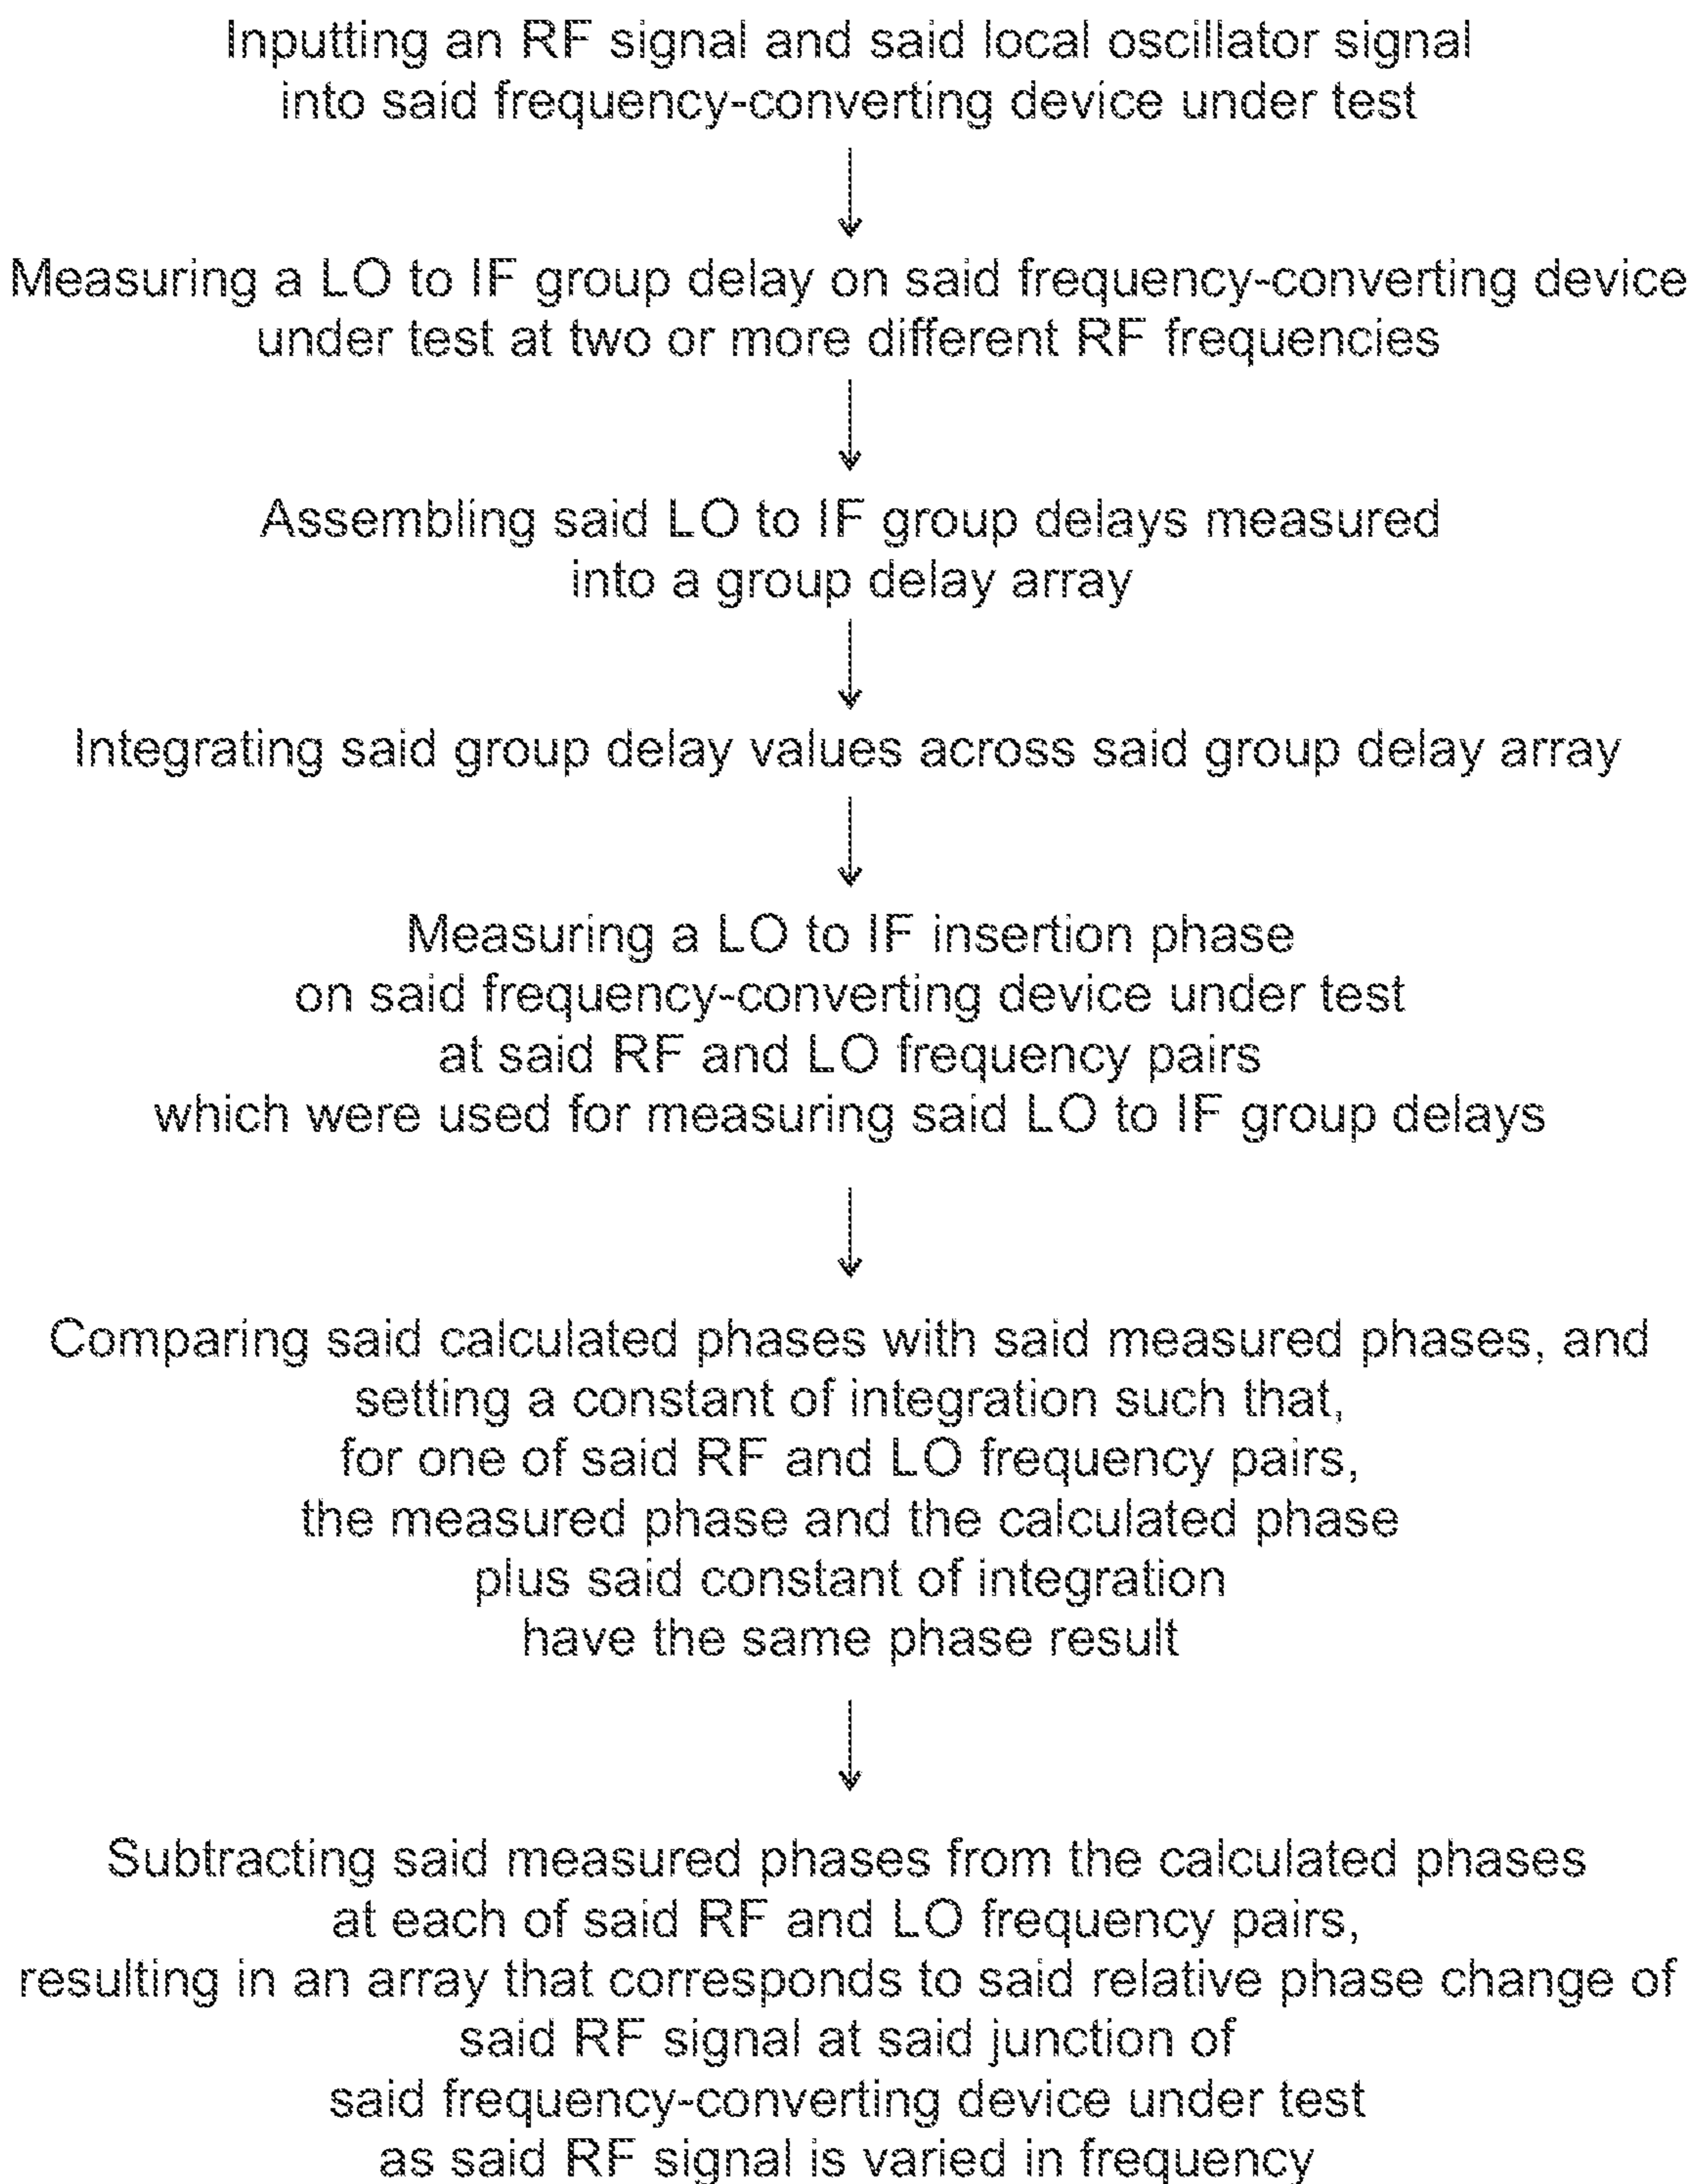 Inputting an RF signal and said local oscillator signal
into said frequency-converting device under test
Measuring a LO to IF group delay on said frequency-converting device
under test at two or more different RF frequencies
Assembling said LO to IF group delays measured
into a group delay array
Integrating said group delay values across said group delay array
Measuring a LO to IF insertion phase
on said frequency-converting device under test
at said RF and LO frequency pairs
which were used for measuring said LO to IF group delays
Comparing said calculated phases with said measured phases, and
setting a constant of integration such that,
for one of said RF and LO frequency pairs,
the measured phase and the calculated phase
plus said constant of integration
have the same phase result
Subtracting said measured phases from the calculated phases
at each of said RF and LO frequency pairs,
resulting in an array that corresponds to said relative phase change of
said RF signal at said junction of
said frequency-converting device under test
as said RF signal is varied in frequency